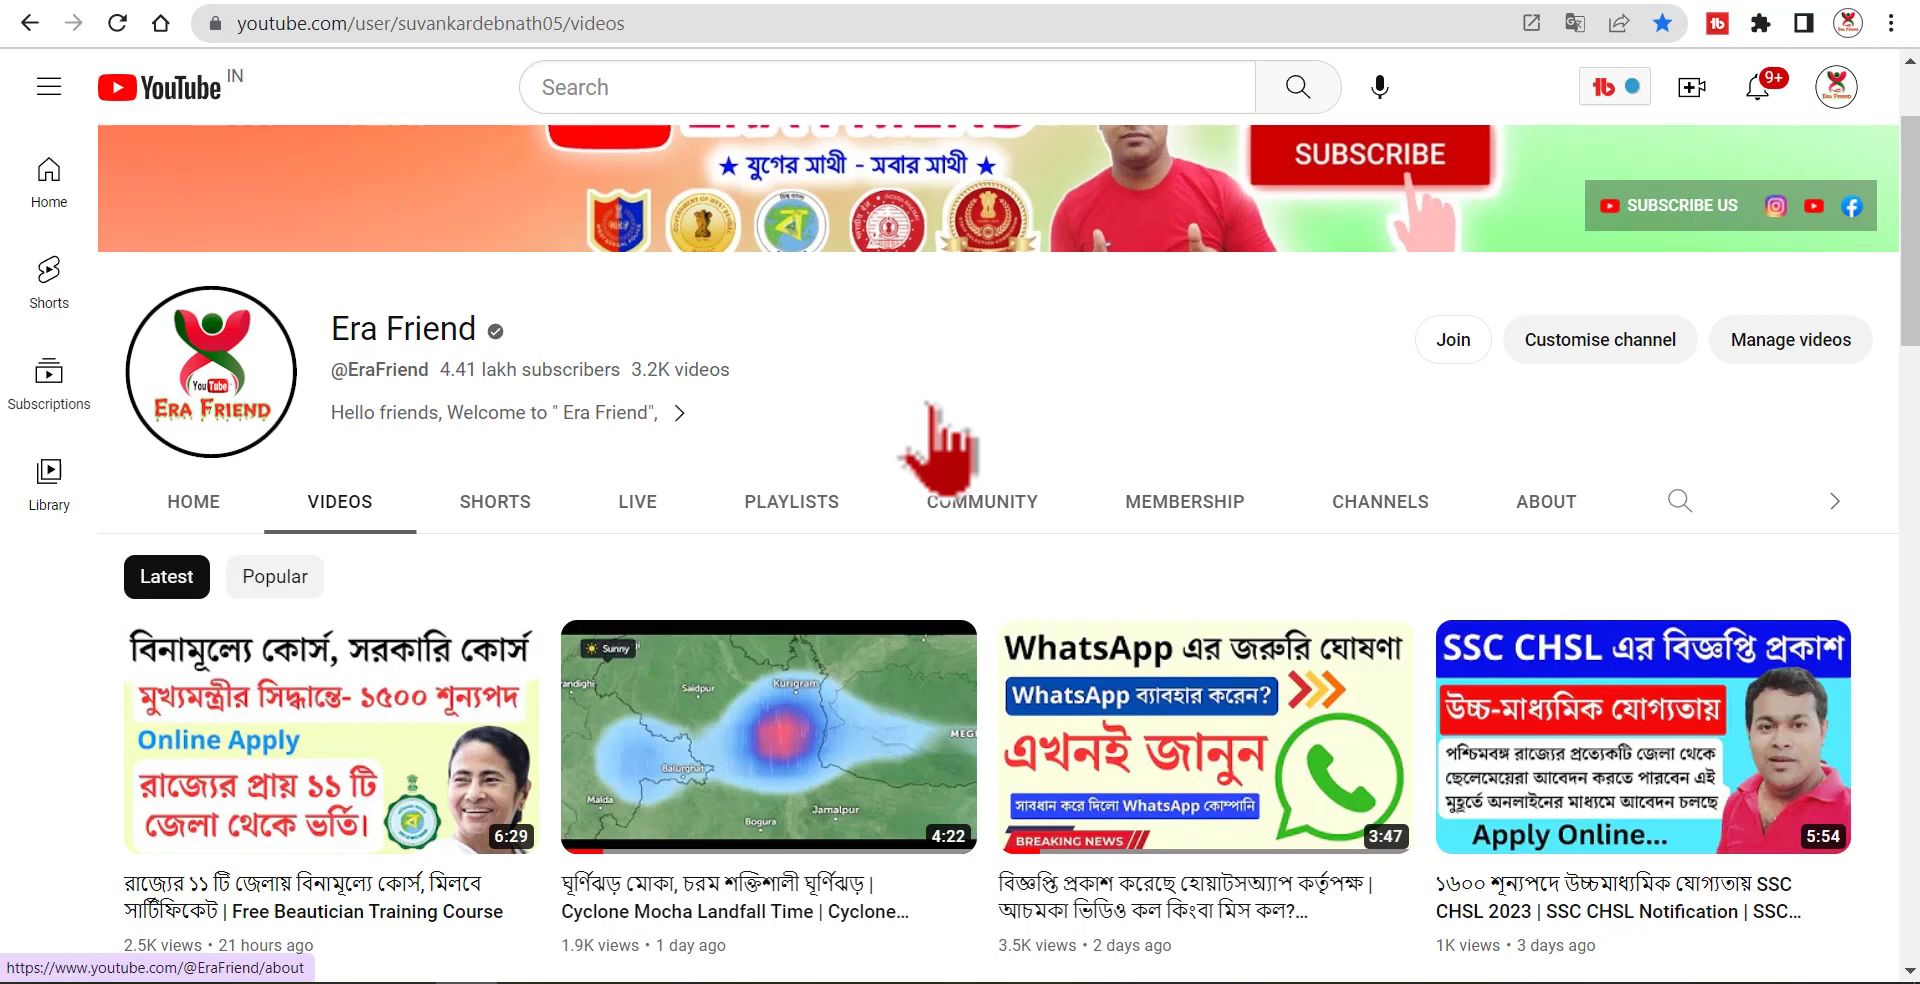 youtube.com/user/suvankardebnath05/videos
YouTube IN
Search
9+
Home
Shorts
Subscriptions
Library
★ যুগের সাথী - সবার সাথী ★
SUBSCRIBE
SUBSCRIBE US
YouTube
ERA FRIEND
Era Friend
@EraFriend 4.41 lakh subscribers 3.2K videos
Hello friends, Welcome to " Era Friend",
Join
Customise channel
Manage videos
HOME
VIDEOS
SHORTS
LIVE
PLAYLISTS
COMMUNITY
MEMBERSHIP
CHANNELS
ABOUT
Latest
Popular
বিনামূল্যে কোর্স, সরকারি কোর্স
মুখ্যমন্ত্রীর সিদ্ধান্তে- ১৫০০ শূন্যপদ
Online Apply
রাজ্যের প্রায় ১১ টি
জেলা থেকে ভর্তি।
6:29
Sunny
Saidpur
Kurigram
Balurghat
Malda
Jamalpur
Bogura
4:22
WhatsApp এর জরুরি ঘোষণা
WhatsApp ব্যাবহার করেন?
এখনই জানুন
সাবধান করে দিলো WhatsApp কোম্পানি
BREAKING NEWS
3:47
SSC CHSL এর বিজ্ঞপ্তি প্রকাশ
উচ্চ-মাধ্যমিক যোগ্যতায়
পশ্চিমবঙ্গ রাজ্যের প্রত্যেকটি জেলা থেকে
ছেলেমেয়েরা আবেদন করতে পারবেন এই
মুহূর্তে অনলাইনের মাধ্যমে আবেদন চলছে
Apply Online...
5:54
রাজ্যের ১১ টি জেলায় বিনামূল্যে কোর্স, মিলবে
সার্টিফিকেট | Free Beautician Training Course
2.5K views • 21 hours ago
ঘূর্ণিঝড় মোকা, চরম শক্তিশালী ঘূর্ণিঝড় |
Cyclone Mocha Landfall Time | Cyclone...
1.9K views • 1 day ago
বিজ্ঞপ্তি প্রকাশ করেছে হোয়াটসঅ্যাপ কর্তৃপক্ষ |
আচমকা ভিডিও কল কিংবা মিস কল?...
3.5K views • 2 days ago
১৬০০ শূন্যপদে উচ্চমাধ্যমিক যোগ্যতায় SSC
CHSL 2023 | SSC CHSL Notification | SSC...
1K views • 3 days ago
https://www.youtube.com/@EraFriend/about